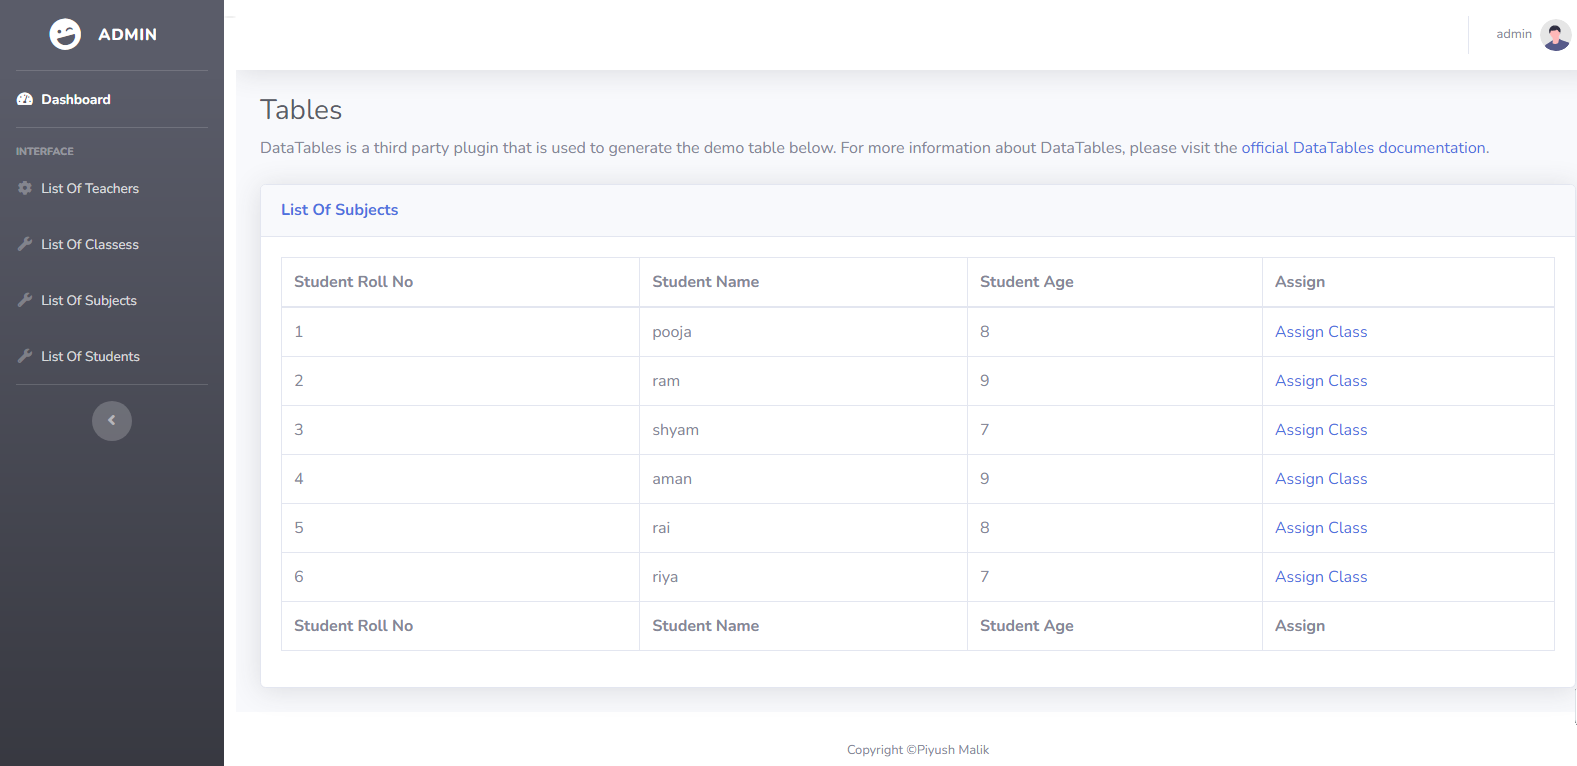 ADMIN
admin
Dashboard
INTERFACE
List Of Teachers
List Of Classess
List Of Subjects
List Of Students
Tables
DataTables is a third party plugin that is used to generate the demo table below. For more information about DataTables, please visit the official DataTables documentation.
List Of Subjects
Student Roll No Student Name Student Age Assign
1 pooja 8 Assign Class
2 ram 9 Assign Class
3 shyam 7 Assign Class
4 aman 9 Assign Class
5 rai 8 Assign Class
6 riya 7 Assign Class
Student Roll No Student Name Student Age Assign
Copyright ©Piyush Malik